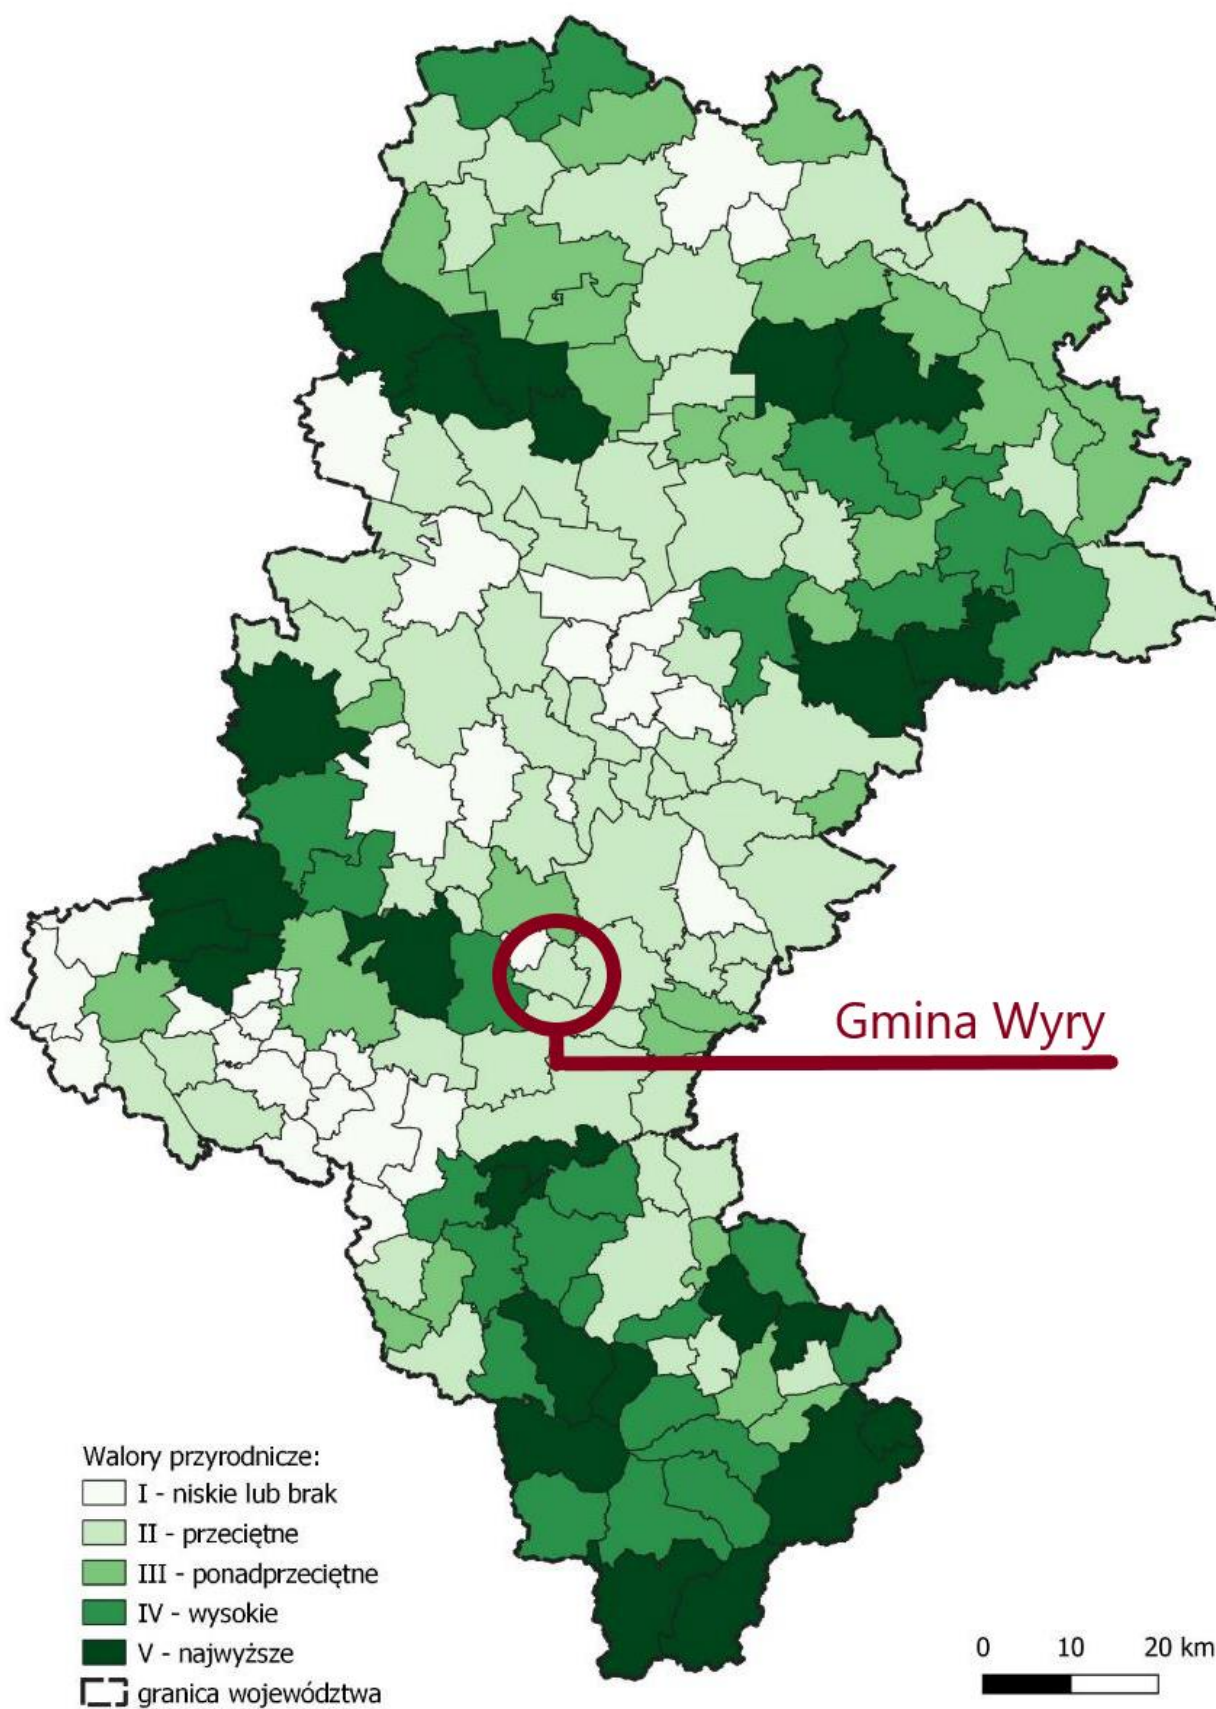 Gmina Wyry
Walory przyrodnicze:
I - niskie lub brak
II - przeciętne
III - ponadprzeciętne
IV - wysokie
V - najwyższe
granica województwa
0 10 20 km